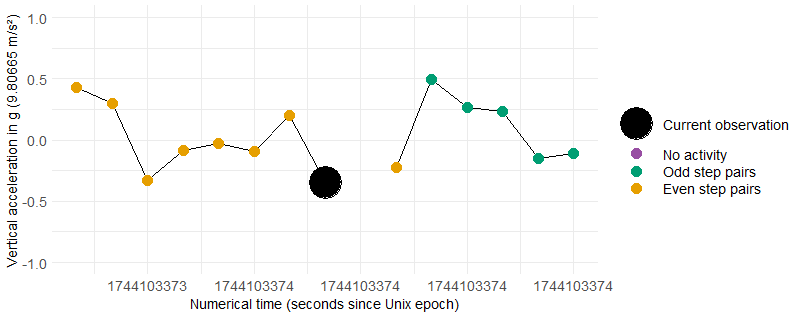 Vertical acceleration in g (9.80665 m/s²)
1.0
0.5
0.0
-0.5
-1.0
1744103373 1744103374 1744103374 1744103374 1744103374
Numerical time (seconds since Unix epoch)
Current observation
No activity
Odd step pairs
Even step pairs